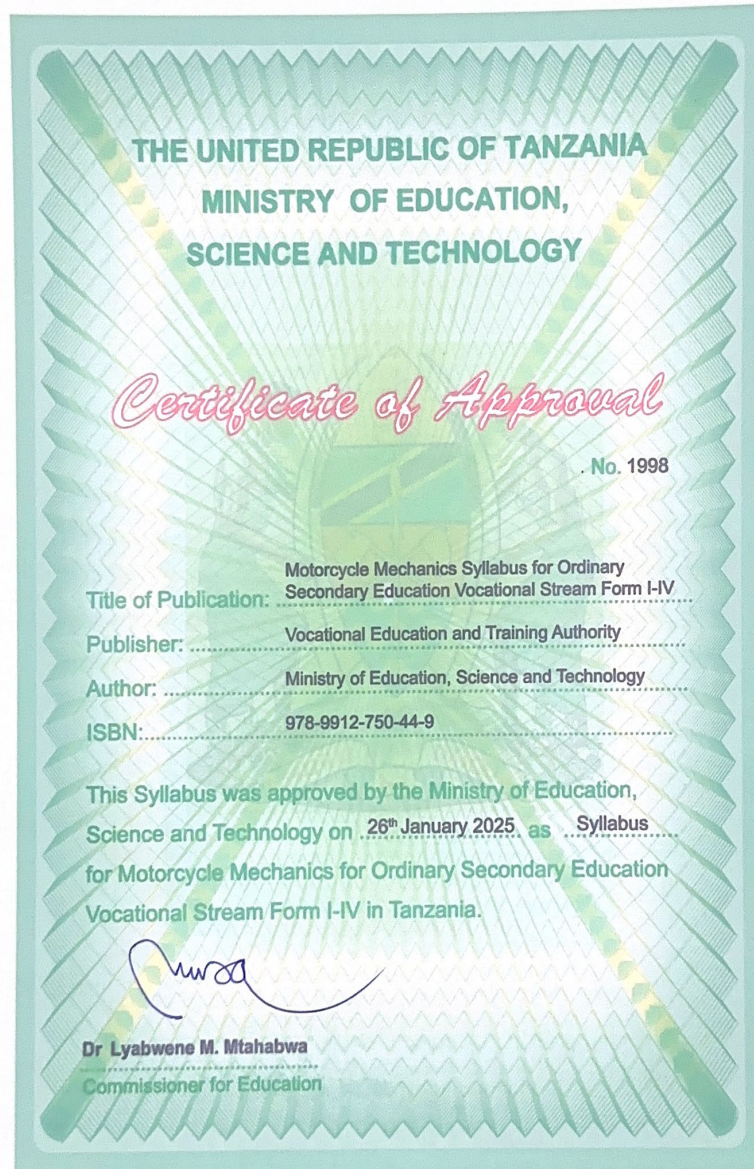 THE UNITED REPUBLIC OF TANZANIA
MINISTRY OF EDUCATION,
SCIENCE AND TECHNOLOGY
Certificate of Approval
. No. 1998
Title of Publication: Motorcycle Mechanics Syllabus for Ordinary
Secondary Education Vocational Stream Form I-IV
Publisher: Vocational Education and Training Authority
Author: Ministry of Education, Science and Technology
ISBN: 978-9912-750-44-9
This Syllabus was approved by the Ministry of Education,
Science and Technology on 26th January 2025 as Syllabus
for Motorcycle Mechanics for Ordinary Secondary Education
Vocational Stream Form I-IV in Tanzania.
Dr Lyabwene M. Mtahabwa
Commissioner for Education